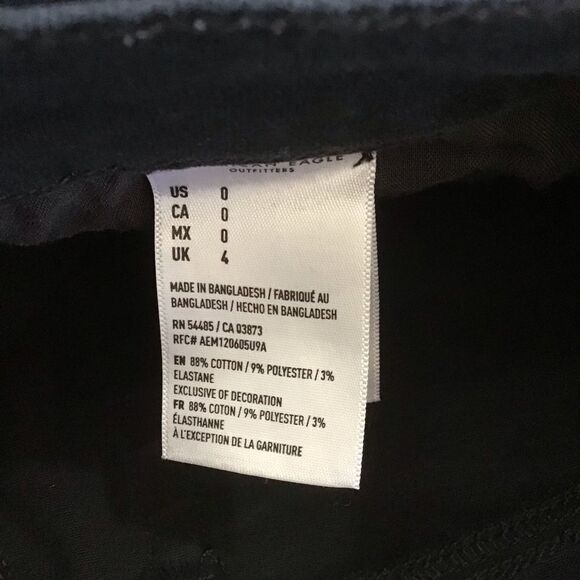 EAGLE
OUTFITTERS
US 0
CA 0
MX 0
UK 4
MADE IN BANGLADESH / FABRIQUÉ AU
BANGLADESH / HECHO EN BANGLADESH
RN 54485 / CA 03873
RFC# AEM120605U9A
EN 88% COTTON / 9% POLYESTER / 3%
ELASTANE
EXCLUSIVE OF DECORATION
FR 88% COTON / 9% POLYESTER / 3%
ÉLASTHANNE
À L'EXCEPTION DE LA GARNITURE